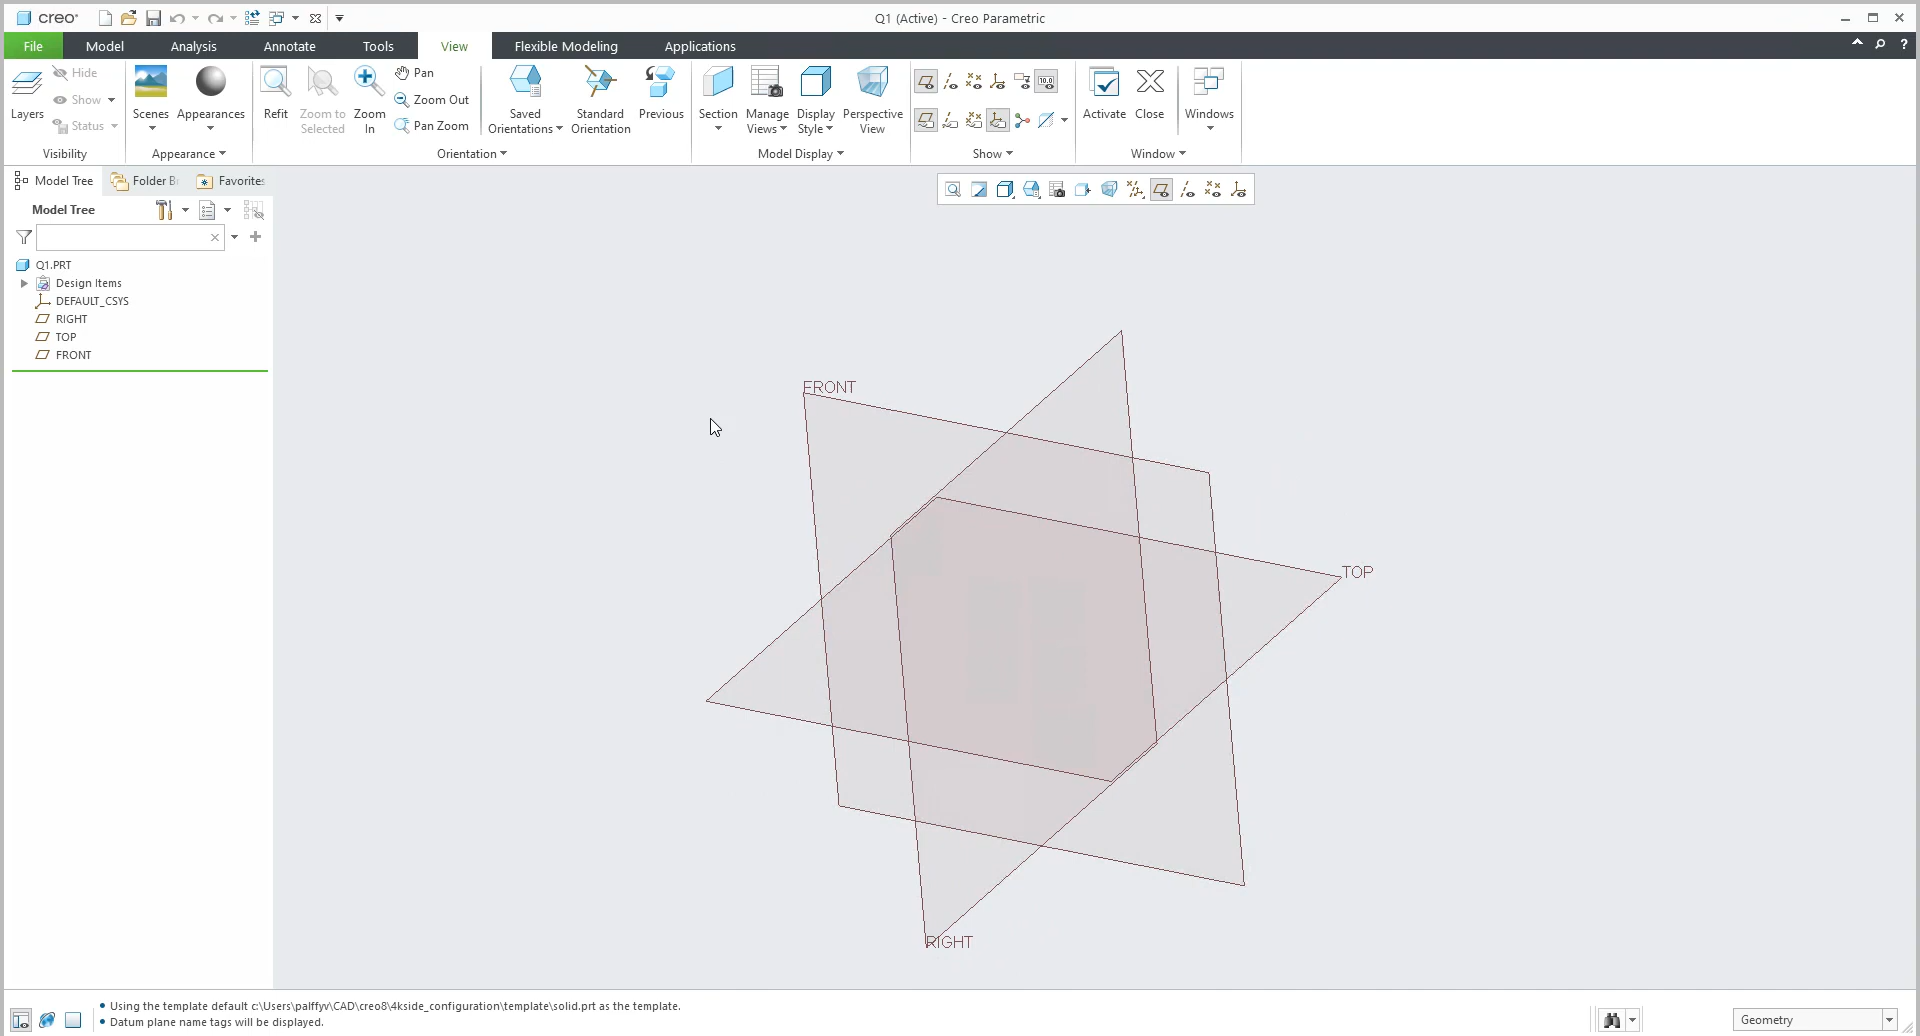 creo
Q1 (Active) - Creo Parametric
File Model Analysis Annotate Tools View Flexible Modeling Applications
Layers
Hide
Show
Status
Visibility
Scenes
Appearances
Appearance
Refit
Zoom to
Selected
Zoom
In
Pan
Zoom Out
Pan Zoom
Saved
Orientations
Standard
Orientation
Previous
Orientation
Section
Manage
Views
Display
Style
Perspective
View
Model Display
10.0
Show
Activate
Close
Windows
Window
Model Tree
Folder
Favorites
Model Tree
Q1.PRT
Design Items
DEFAULT_CSYS
RIGHT
TOP
FRONT
FRONT
TOP
RIGHT
• Using the template default c:\Users\palffyv\CAD\creo8\4kside_configuration\template\solid.prt as the template.
• Datum plane name tags will be displayed.
Geometry